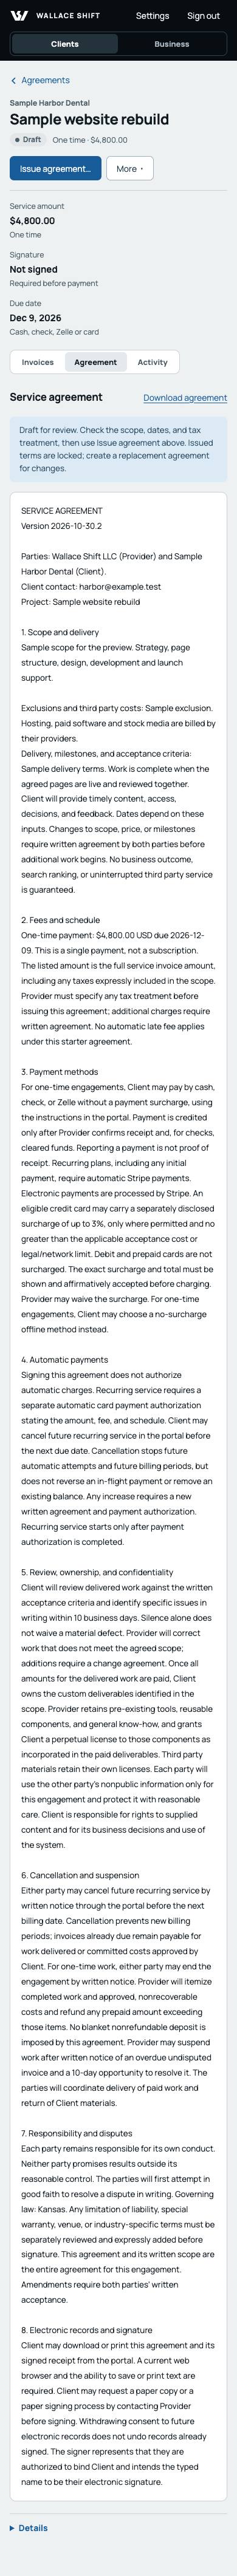 WALLACE SHIFT
Settings
Sign out
Clients
Business
Agreements
Sample Harbor Dental
Sample website rebuild
Draft
One time · $4,800.00
Issue agreement…
More
Service amount
$4,800.00
One time
Signature
Not signed
Required before payment
Due date
Dec 9, 2026
Cash, check, Zelle or card
Invoices
Agreement
Activity
Service agreement
Download agreement
Draft for review. Check the scope, dates, and tax
treatment, then use Issue agreement above. Issued
terms are locked; create a replacement agreement
for changes.
SERVICE AGREEMENT
Version 2026-10-30.2
Parties: Wallace Shift LLC (Provider) and Sample
Harbor Dental (Client).
Client contact: harbor@example.test
Project: Sample website rebuild
1. Scope and delivery
Sample scope for the preview. Strategy, page
structure, design, development and launch
support.
Exclusions and third party costs: Sample exclusion.
Hosting, paid software and stock media are billed by
their providers.
Delivery, milestones, and acceptance criteria:
Sample delivery terms. Work is complete when the
agreed pages are live and reviewed together.
Client will provide timely content, access,
decisions, and feedback. Dates depend on these
inputs. Changes to scope, price, or milestones
require written agreement by both parties before
additional work begins. No business outcome,
search ranking, or uninterrupted third party service
is guaranteed.
2. Fees and schedule
One-time payment: $4,800.00 USD due 2026-12-
09. This is a single payment, not a subscription.
The listed amount is the full service invoice amount,
including any taxes expressly included in the scope.
Provider must specify any tax treatment before
issuing this agreement; additional charges require
written agreement. No automatic late fee applies
under this starter agreement.
3. Payment methods
For one-time engagements, Client may pay by cash,
check, or Zelle without a payment surcharge, using
the instructions in the portal. Payment is credited
only after Provider confirms receipt and, for checks,
cleared funds. Reporting a payment is not proof of
receipt. Recurring plans, including any initial
payment, require automatic Stripe payments.
Electronic payments are processed by Stripe. An
eligible credit card may carry a separately disclosed
surcharge of up to 3%, only where permitted and no
greater than the applicable acceptance cost or
legal/network limit. Debit and prepaid cards are not
surcharged. The exact surcharge and total must be
shown and affirmatively accepted before charging.
Provider may waive the surcharge. For one-time
engagements, Client may choose a no-surcharge
offline method instead.
4. Automatic payments
Signing this agreement does not authorize
automatic charges. Recurring service requires a
separate automatic card payment authorization
stating the amount, fee, and schedule. Client may
cancel future recurring service in the portal before
the next due date. Cancellation stops future
automatic attempts and future billing periods, but
does not reverse an in-flight payment or remove an
existing balance. Any increase requires a new
written agreement and payment authorization.
Recurring service starts only after payment
authorization is completed.
5. Review, ownership, and confidentiality
Client will review delivered work against the written
acceptance criteria and identify specific issues in
writing within 10 business days. Silence alone does
not waive a material defect. Provider will correct
work that does not meet the agreed scope;
additions require a change agreement. Once all
amounts for the delivered work are paid, Client
owns the custom deliverables identified in the
scope. Provider retains pre-existing tools, reusable
components, and general know-how, and grants
Client a perpetual license to those components as
incorporated in the paid deliverables. Third party
materials retain their own licenses. Each party will
use the other party's nonpublic information only for
this engagement and protect it with reasonable
care. Client is responsible for rights to supplied
content and for its business decisions and use of
the system.
6. Cancellation and suspension
Either party may cancel future recurring service by
written notice through the portal before the next
billing date. Cancellation prevents new billing
periods; invoices already due remain payable for
work delivered or committed costs approved by
Client. For one-time work, either party may end the
engagement by written notice. Provider will itemize
completed work and approved, nonrecoverable
costs and refund any prepaid amount exceeding
those items. No blanket nonrefundable deposit is
imposed by this agreement. Provider may suspend
work after written notice of an overdue undisputed
invoice and a 10-day opportunity to resolve it. The
parties will coordinate delivery of paid work and
return of Client materials.
7. Responsibility and disputes
Each party remains responsible for its own conduct.
Neither party promises results outside its
reasonable control. The parties will first attempt in
good faith to resolve a dispute in writing. Governing
law: Kansas. Any limitation of liability, special
warranty, venue, or industry-specific terms must be
separately reviewed and expressly added before
signature. This agreement and its written scope are
the entire agreement for this engagement.
Amendments require both parties' written
acceptance.
8. Electronic records and signature
Client may download or print this agreement and its
signed receipt from the portal. A current web
browser and the ability to save or print text are
required. Client may request a paper copy or a
paper signing process by contacting Provider
before signing. Withdrawing consent to future
electronic records does not undo records already
signed. The signer represents that they are
authorized to bind Client and intends the typed
name to be their electronic signature.
Details